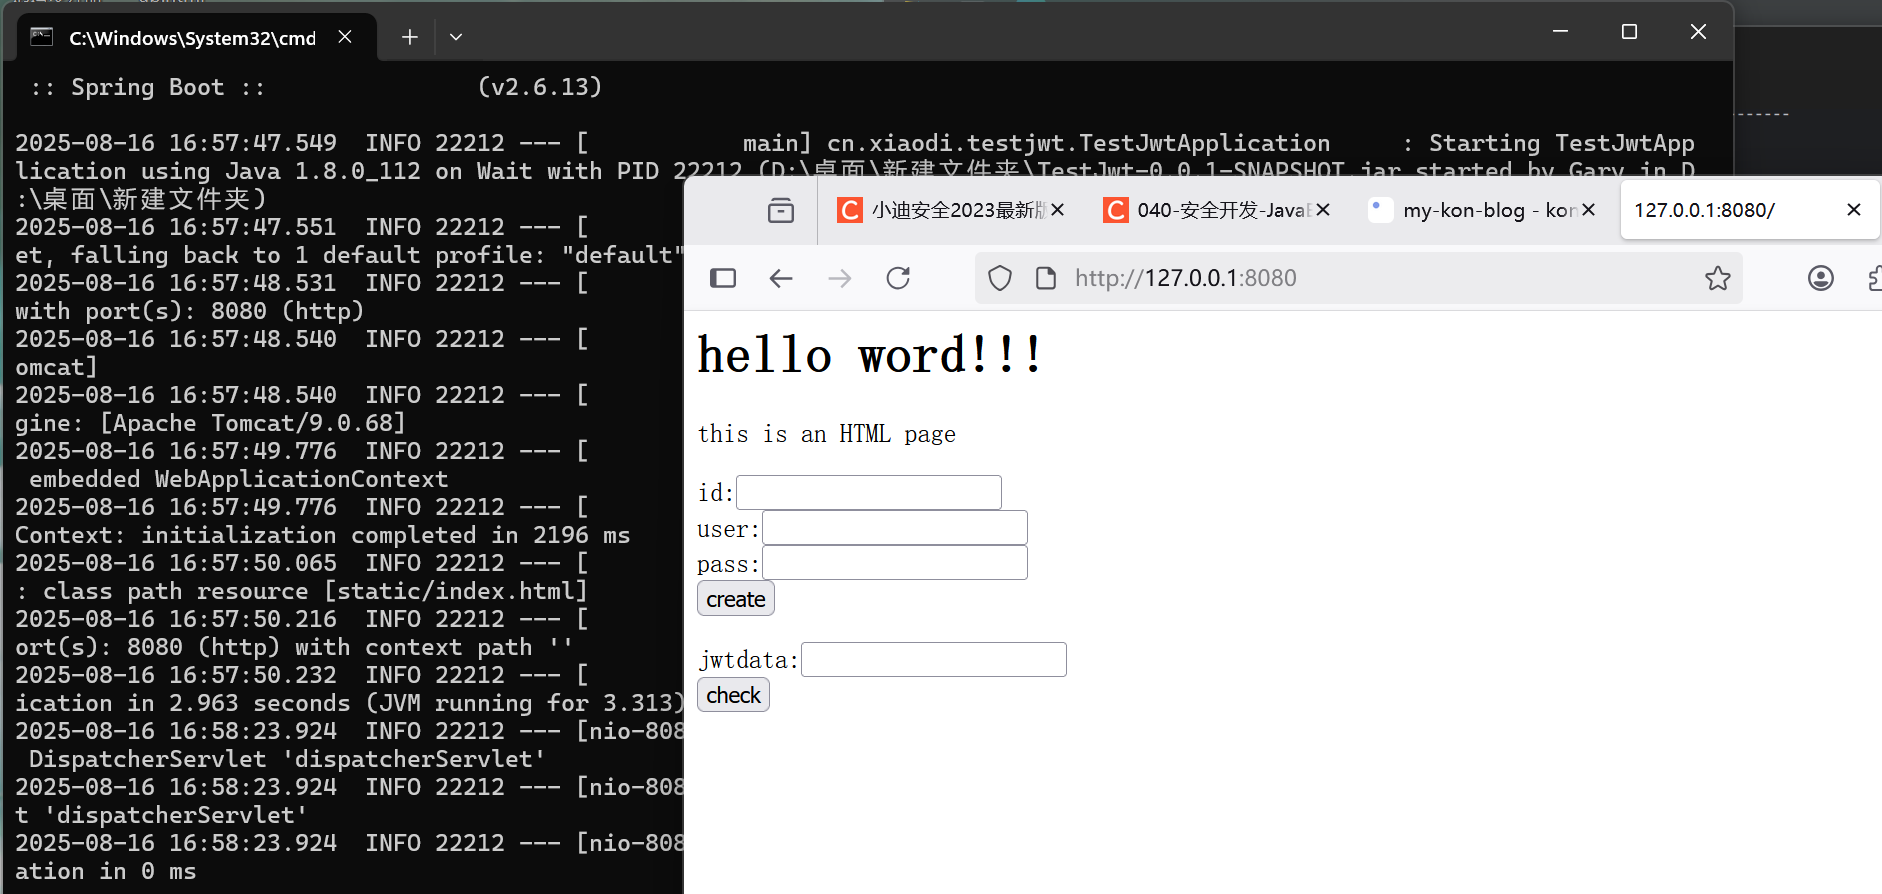 C:\Windows\System32\cmd
:: Spring Boot ::                (v2.6.13)
2025-08-16 16:57:47.549  INFO 22212 --- [           main] cn.xiaodi.testjwt.TestJwtApplication     : Starting TestJwtApp
lication using Java 1.8.0_112 on Wait with PID 22212 (D:\桌面\新建文件夹\TestJwt-0.0.1-SNAPSHOT.jar started by Gary in D
:\桌面\新建文件夹)
2025-08-16 16:57:47.551  INFO 22212 --- [
et, falling back to 1 default profile: "default"
2025-08-16 16:57:48.531  INFO 22212 --- [
with port(s): 8080 (http)
2025-08-16 16:57:48.540  INFO 22212 --- [
omcat]
2025-08-16 16:57:48.540  INFO 22212 --- [
gine: [Apache Tomcat/9.0.68]
2025-08-16 16:57:49.776  INFO 22212 --- [
embedded WebApplicationContext
2025-08-16 16:57:49.776  INFO 22212 --- [
Context: initialization completed in 2196 ms
2025-08-16 16:57:50.065  INFO 22212 --- [
: class path resource [static/index.html]
2025-08-16 16:57:50.216  INFO 22212 --- [
ort(s): 8080 (http) with context path ''
2025-08-16 16:57:50.232  INFO 22212 --- [
ication in 2.963 seconds (JVM running for 3.313)
2025-08-16 16:58:23.924  INFO 22212 --- [nio-808
DispatcherServlet 'dispatcherServlet'
2025-08-16 16:58:23.924  INFO 22212 --- [nio-808
t 'dispatcherServlet'
2025-08-16 16:58:23.924  INFO 22212 --- [nio-808
ation in 0 ms
小迪安全2023最新版
040-安全开发-JavaE
my-kon-blog - kon
127.0.0.1:8080/
http://127.0.0.1:8080
hello word!!!
this is an HTML page
id:
user:
pass:
create
jwtdata:
check